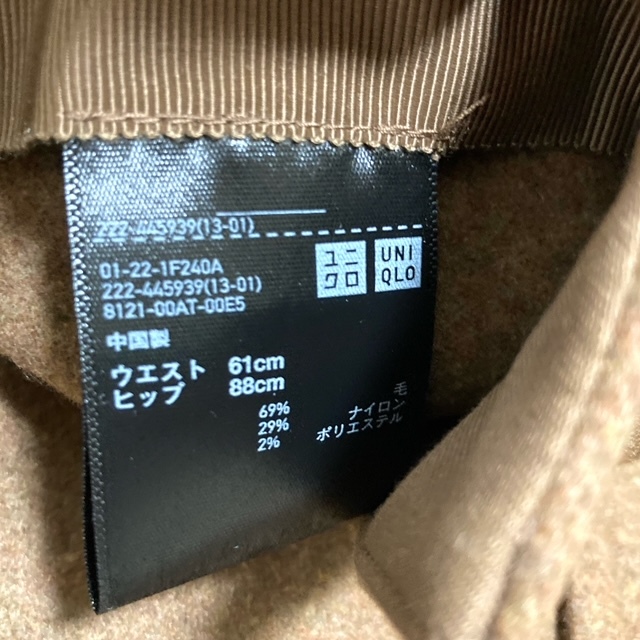 222-445939(13-01)
ユニ
クロ
UNI
QLO
01-22-1F240A
222-445939(13-01)
8121-00AT-00E5
中国製
ウエスト 61cm
ヒップ 88cm
69% 毛
29% ナイロン
2% ポリエステル